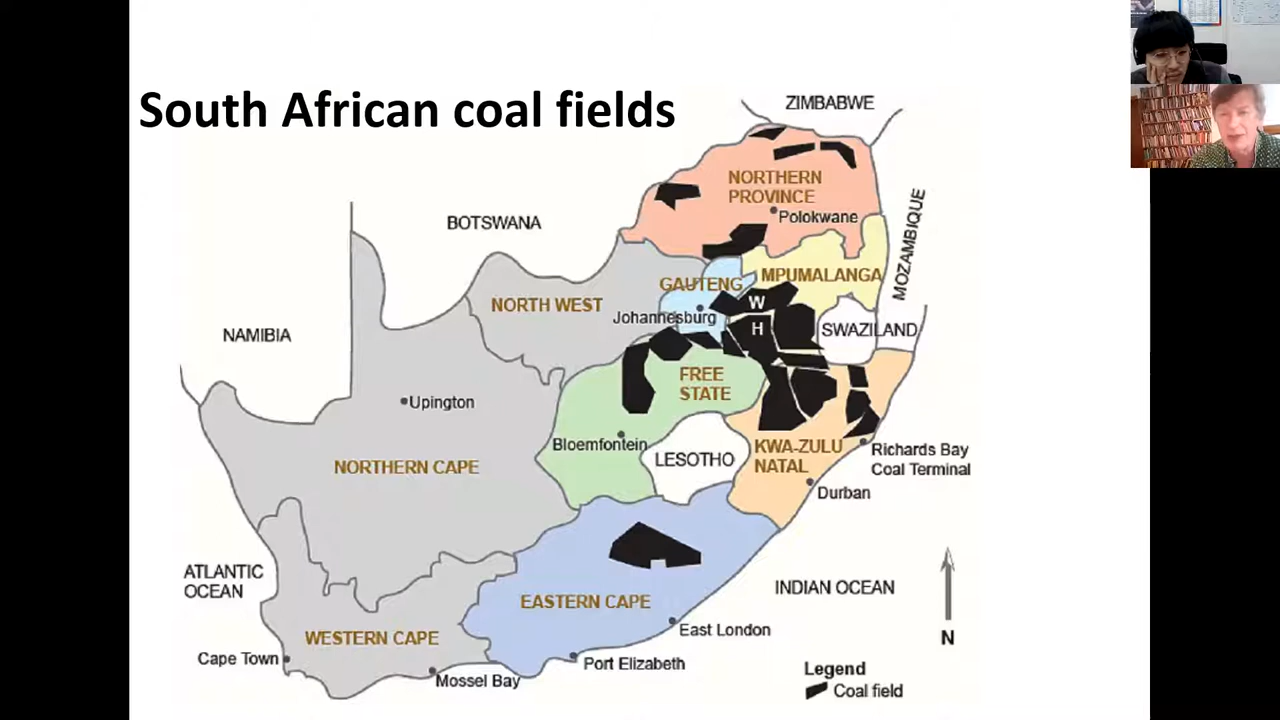 South African coal fields
ZIMBABWE
NORTHERN
PROVINCE
Polokwane
BOTSWANA
MOZAMBIQUE
GAUTENG
MPUMALANGA
NORTH WEST
W
Johannesburg
H
SWAZILAND
NAMIBIA
FREE
STATE
Upington
Bloemfontein
KWA-ZULU
NATAL
LESOTHO
Richards Bay
Coal Terminal
NORTHERN CAPE
Durban
ATLANTIC
OCEAN
INDIAN OCEAN
EASTERN CAPE
East London
WESTERN CAPE
N
Cape Town
Port Elizabeth
Mossel Bay
Legend
Coal field